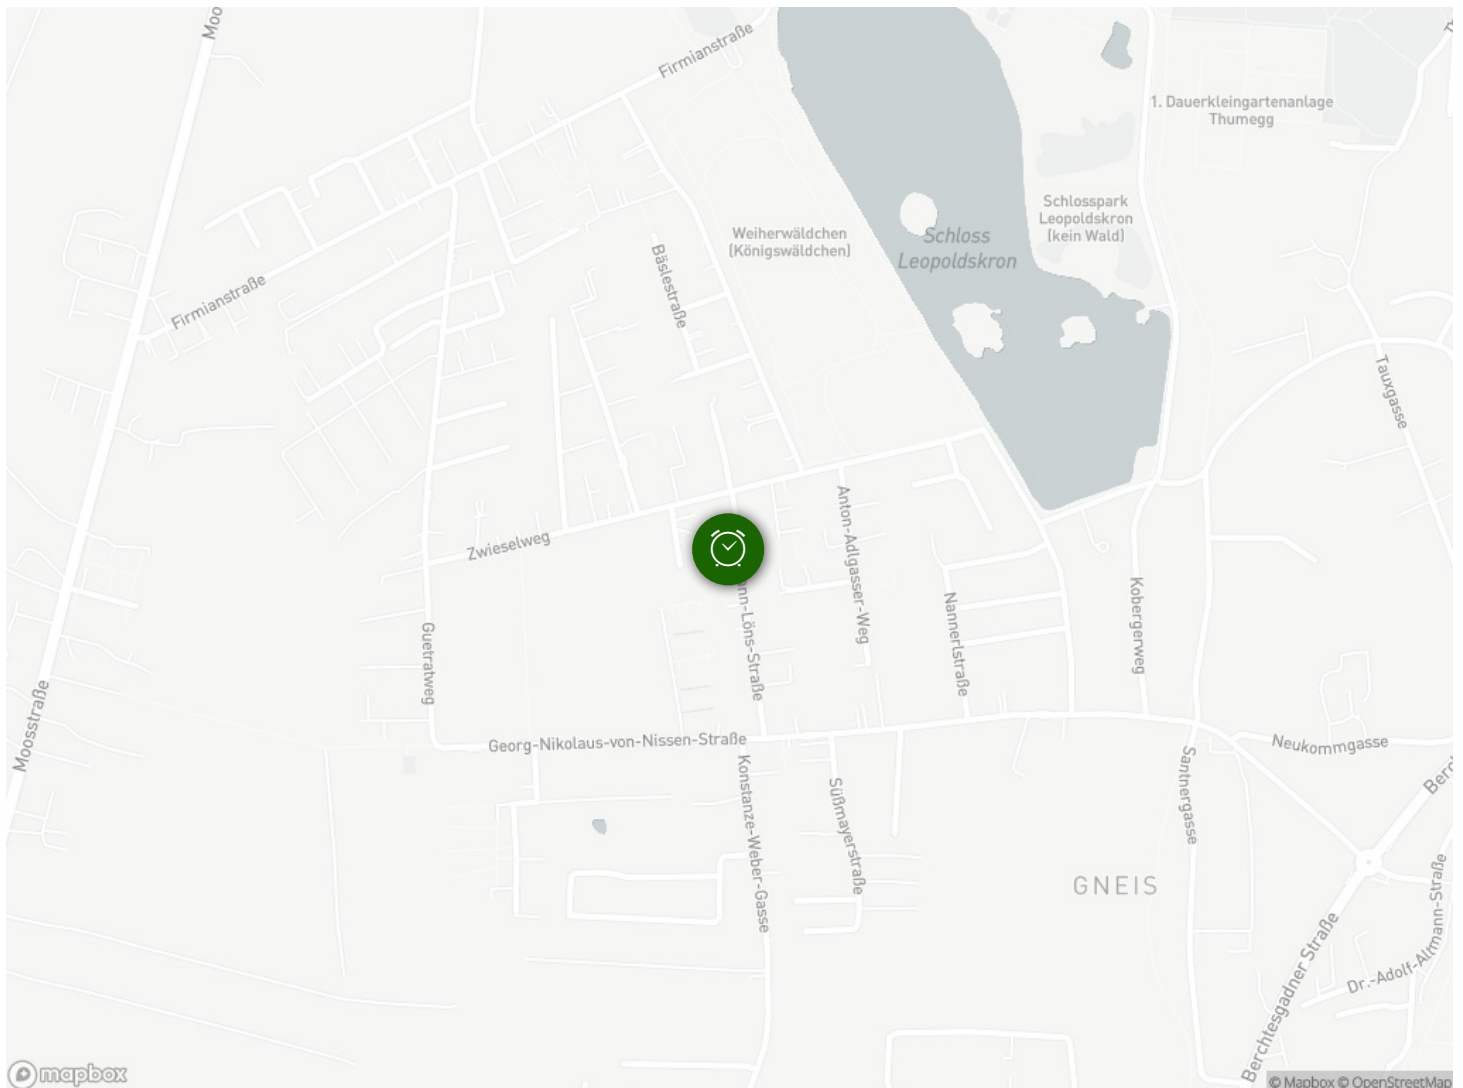 Moo
Firmianstraße
1. Dauerkleingartenanlage
Thumegg
Schlosspark
Leopoldskron
(kein Wald)
Weiherwäldchen
(Königswäldchen)
Schloss
Leopoldskron
Bäslestraße
Firmianstraße
Tauxgasse
Anton-Adlgasser-Weg
Zwieselweg
Kobergerweg
nn-Löns-Straße
Nannerlstraße
Guetratweg
Moosstraße
Georg-Nikolaus-von-Nissen-Straße
Neukommgasse
Santnergasse
Konstanze-Weber-Gasse
Süßmayerstraße
Berc
GNEIS
Dr.-Adolf-Altmann-Straße
Berchtesgadner Straße
mapbox
© Mapbox © OpenStreetMap